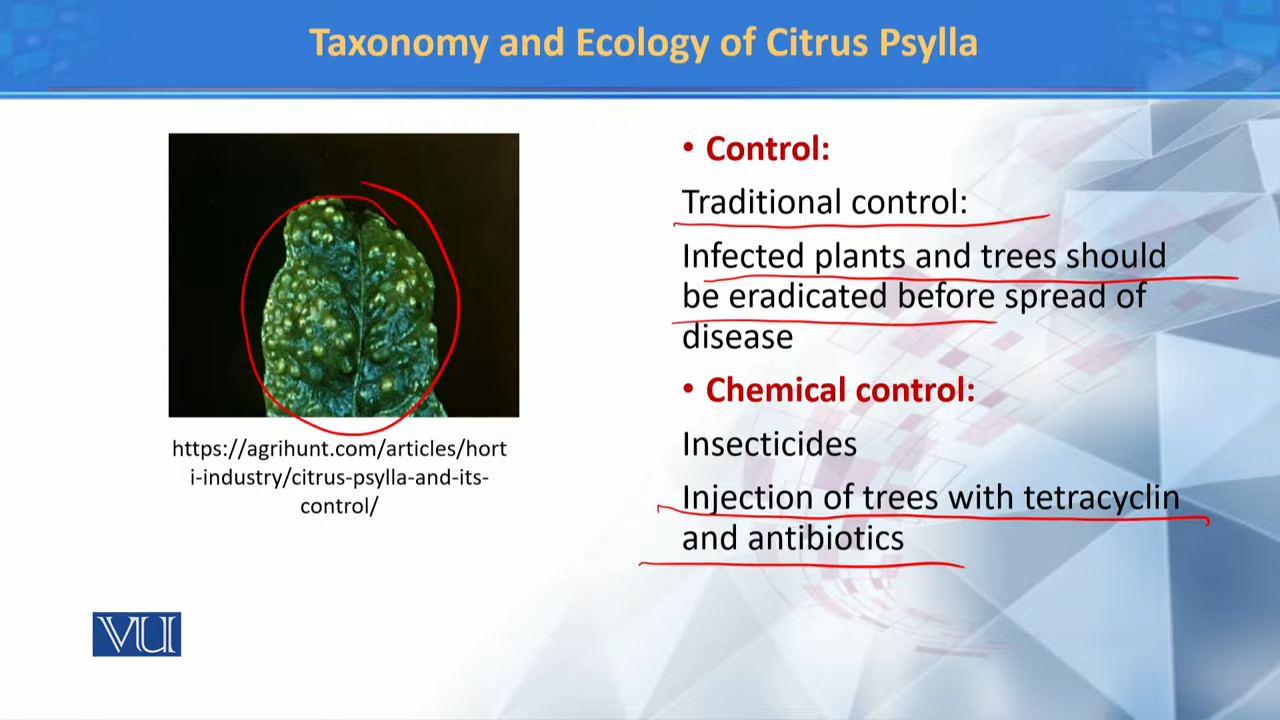 Taxonomy and Ecology of Citrus Psylla
• Control:
Traditional control:
Infected plants and trees should
be eradicated before spread of
disease
• Chemical control:
Insecticides
Injection of trees with tetracyclin
and antibiotics
https://agrihunt.com/articles/hort
i-industry/citrus-psylla-and-its-
control/
VU